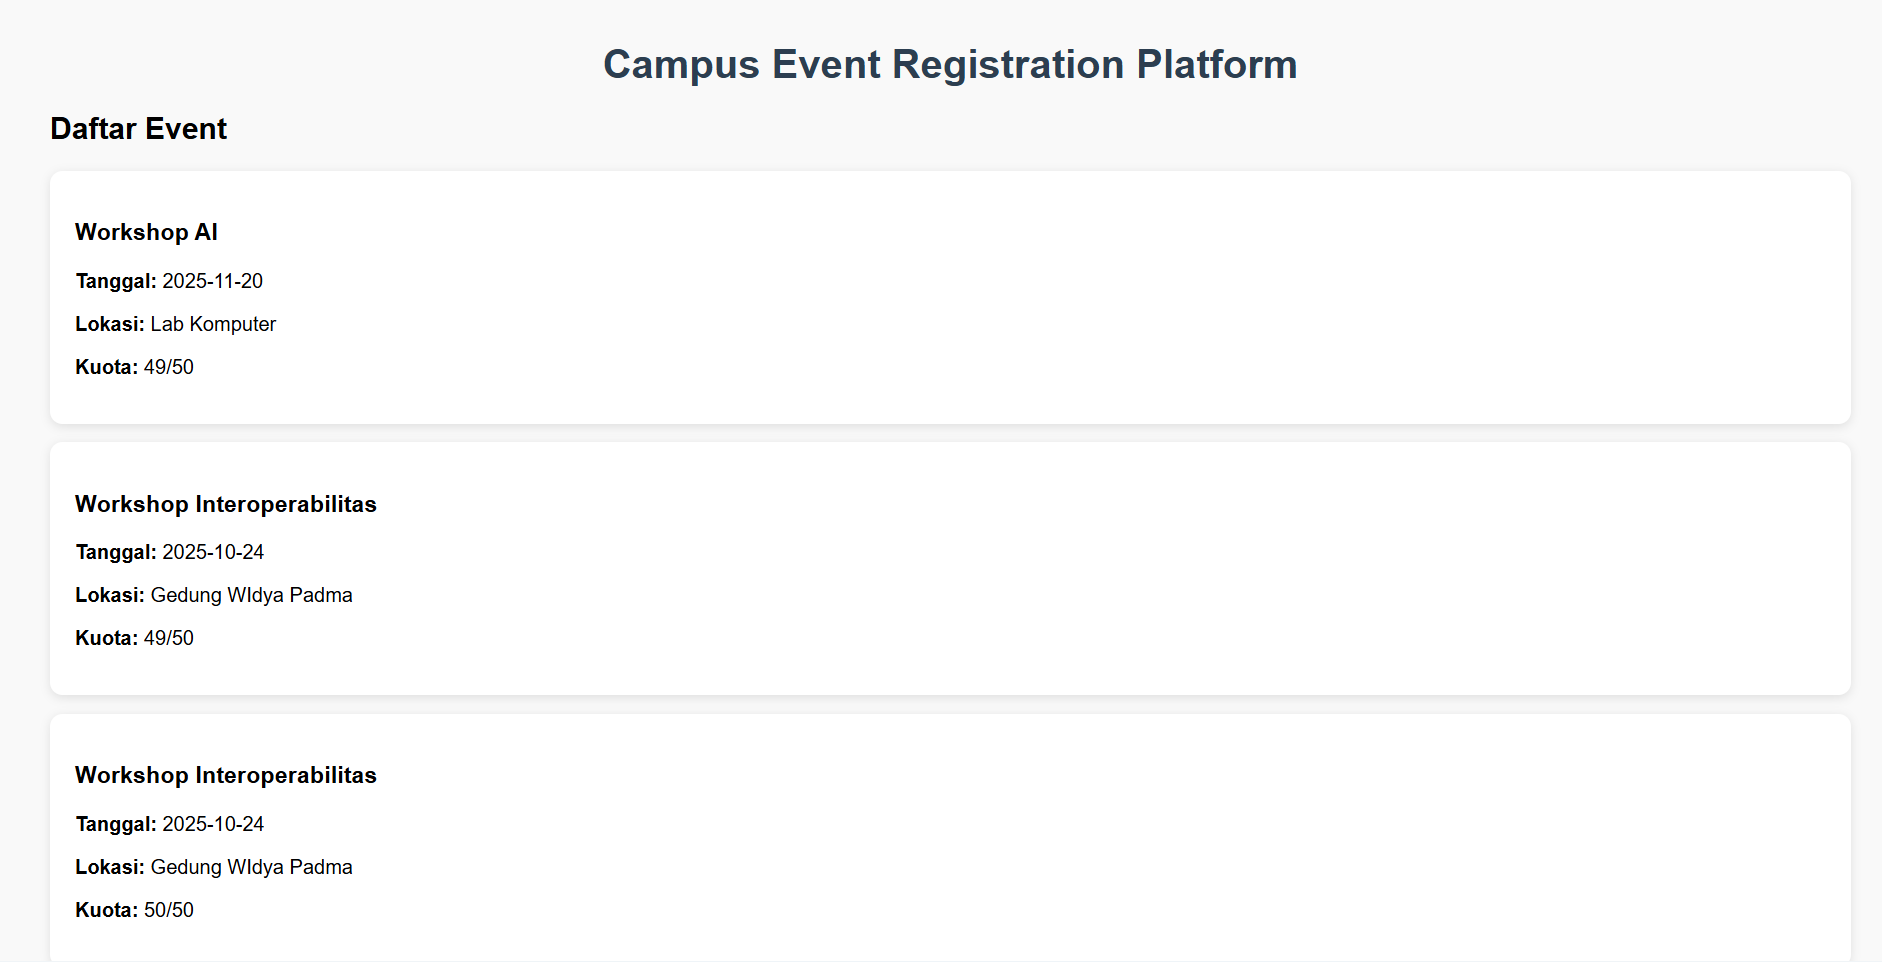 Campus Event Registration Platform
Daftar Event
Workshop AI
Tanggal: 2025-11-20
Lokasi: Lab Komputer
Kuota: 49/50
Workshop Interoperabilitas
Tanggal: 2025-10-24
Lokasi: Gedung WIdya Padma
Kuota: 49/50
Workshop Interoperabilitas
Tanggal: 2025-10-24
Lokasi: Gedung WIdya Padma
Kuota: 50/50